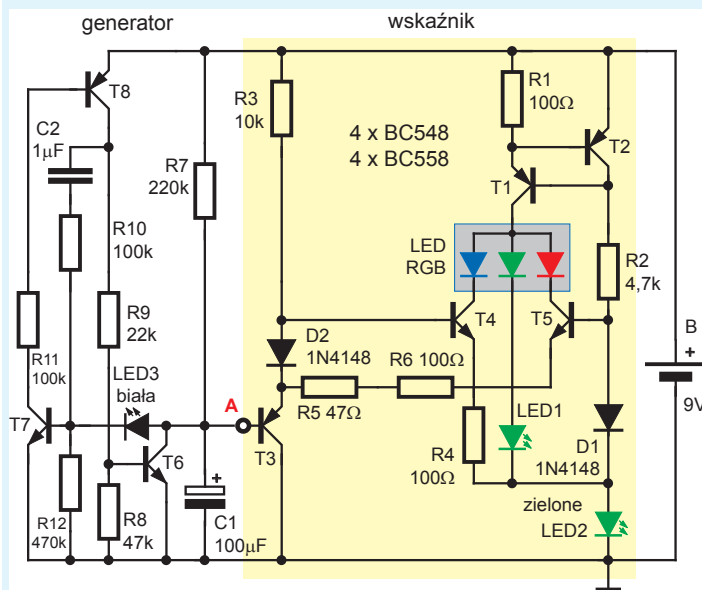 generator
wskaźnik
T8
R3
10k
R1
100Ω
4 x BC548
4 x BC558
T2
C2
1µF
R7
220k
T1
R10
100k
LED
RGB
R2
4,7k
R9
22k
T4
T5
B
+
9V
D2
1N4148
R6 100Ω
R11
100k
LED3
biała
A
R5 47Ω
T7
T6
T3
LED1
R4
100Ω
D1
1N4148
+
R12
470k
R8
47k
C1
100µF
zielone
LED2